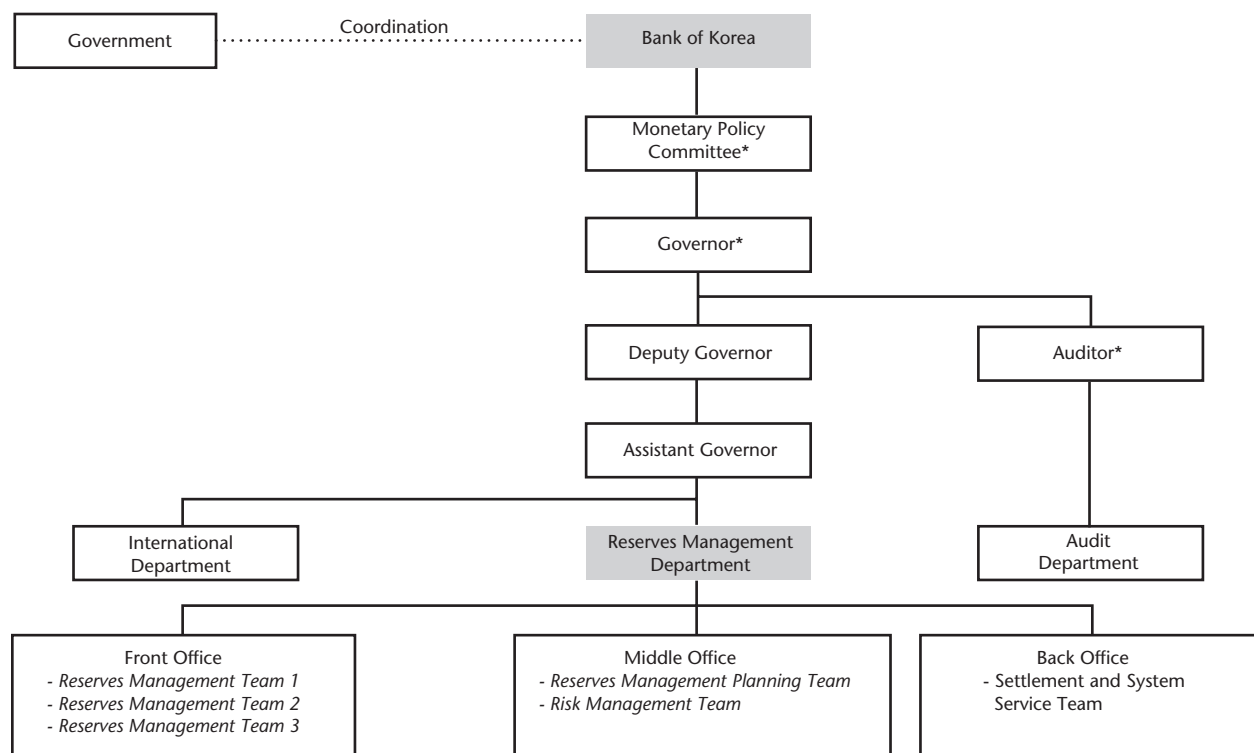 Government
Coordination
Bank of Korea
Monetary Policy
Committee*
Governor*
Deputy Governor
Auditor*
Assistant Governor
International
Department
Reserves Management
Department
Audit
Department
Front Office
- Reserves Management Team 1
- Reserves Management Team 2
- Reserves Management Team 3
Middle Office
- Reserves Management Planning Team
- Risk Management Team
Back Office
- Settlement and System
Service Team